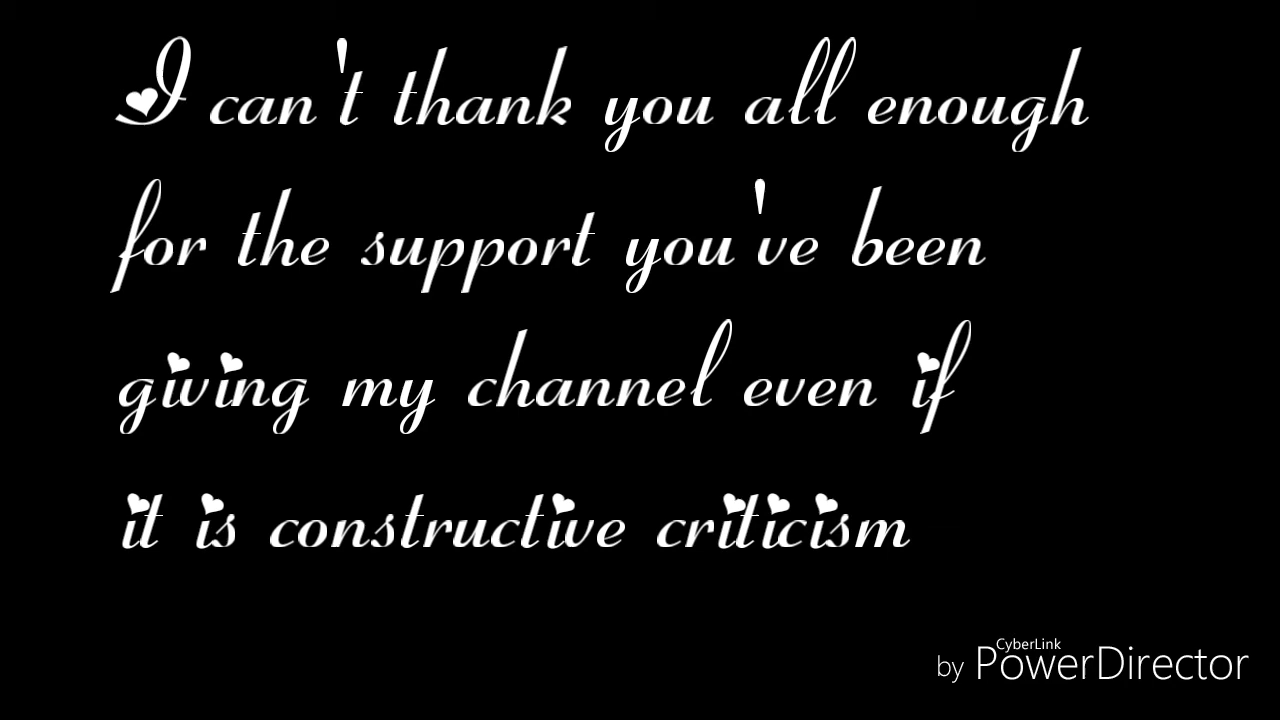 I can't thank you all enough
for the support you've been
giving my channel even if
it is constructive criticism
CyberLink
by PowerDirector